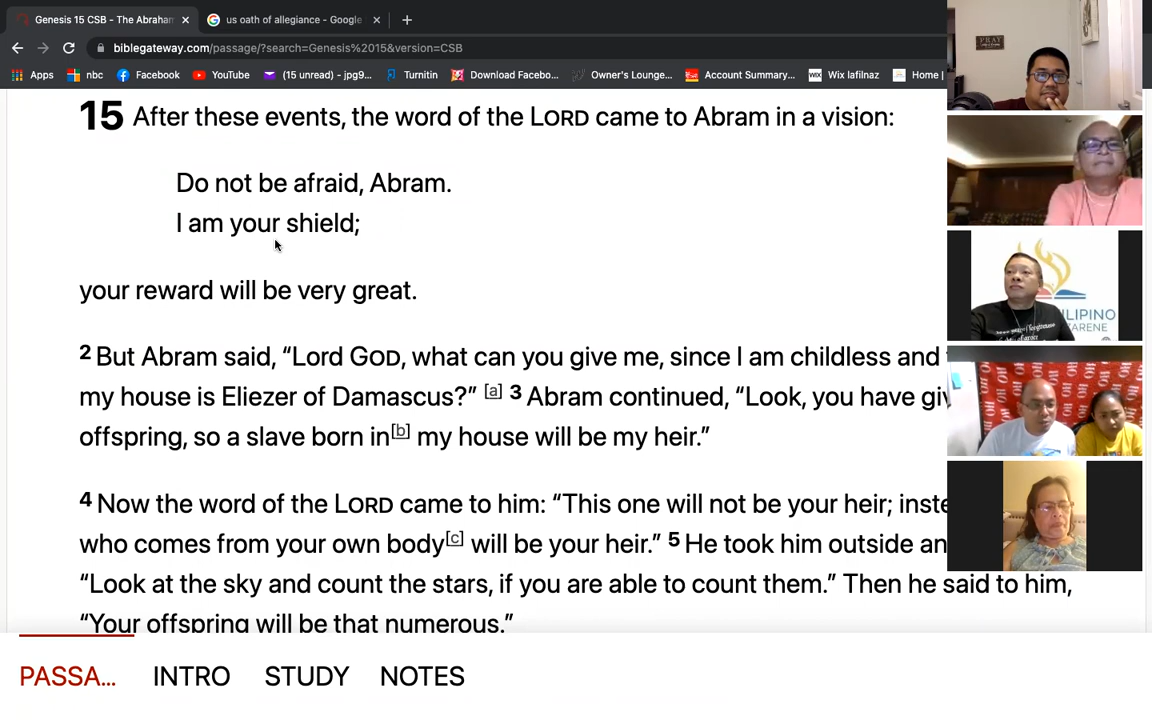 Genesis 15 CSB - The Abraham
us oath of allegiance - Google
biblegateway.com/passage/?search=Genesis%2015&version=CSB
Apps nbc Facebook YouTube (15 unread) - jpg9... Turnitin Download Facebo... Owner's Lounge... Account Summary... WIX Wix lafilnaz Home |
PRAY
15 After these events, the word of the LORD came to Abram in a vision:
Do not be afraid, Abram.
I am your shield;
your reward will be very great.
2 But Abram said, “Lord GOD, what can you give me, since I am childless and
my house is Eliezer of Damascus?” [a] 3 Abram continued, “Look, you have giv
offspring, so a slave born in[b] my house will be my heir.”
4 Now the word of the LORD came to him: “This one will not be your heir; inste
who comes from your own body[c] will be your heir.” 5 He took him outside an
“Look at the sky and count the stars, if you are able to count them.” Then he said to him,
“Your offspring will be that numerous.”
ILIPINO
ZARENE
PASSA... INTRO STUDY NOTES